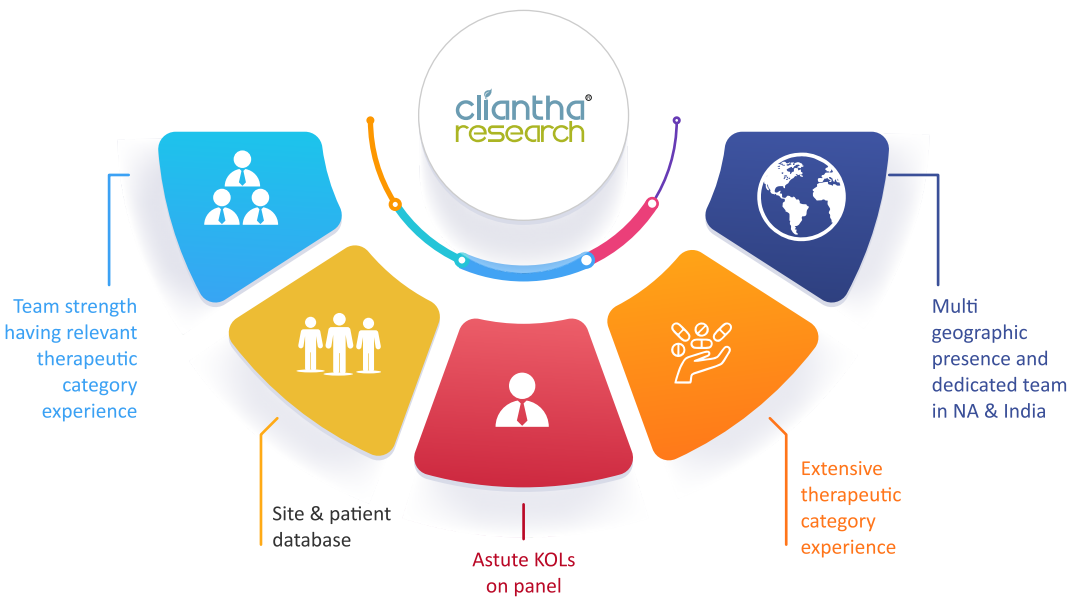 cliantha®
research
Team strength
having relevant
therapeutic
category
experience
Site & patient
database
Astute KOLs
on panel
Extensive
therapeutic
category
experience
Multi
geographic
presence and
dedicated team
in NA & India